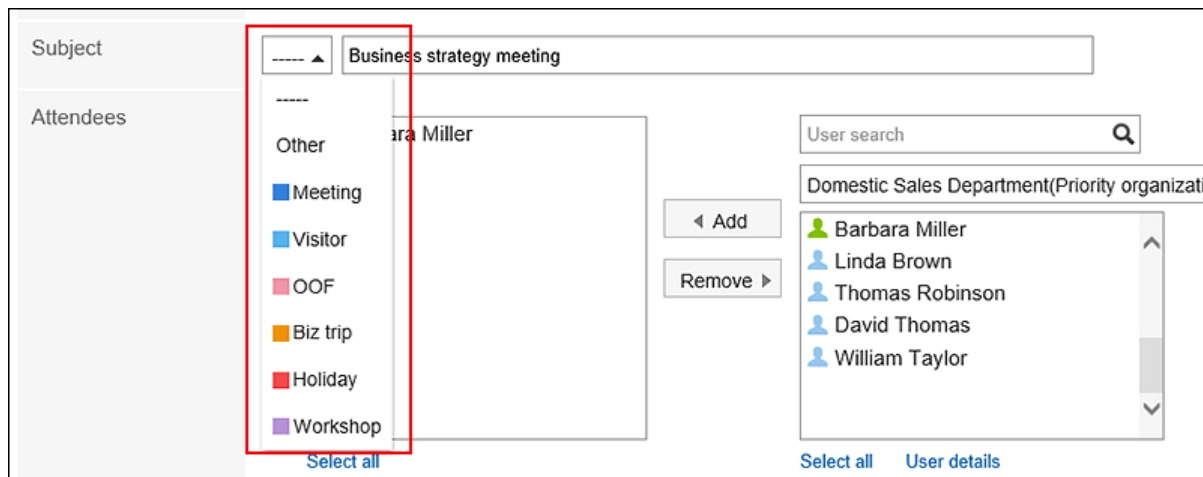 Subject
-----
Business strategy meeting
-----
Other
Meeting
Visitor
OOF
Biz trip
Holiday
Workshop
Attendees
ara Miller
Select all
Add
Remove
User search
Domestic Sales Department(Priority organizati
Barbara Miller
Linda Brown
Thomas Robinson
David Thomas
William Taylor
Select all User details